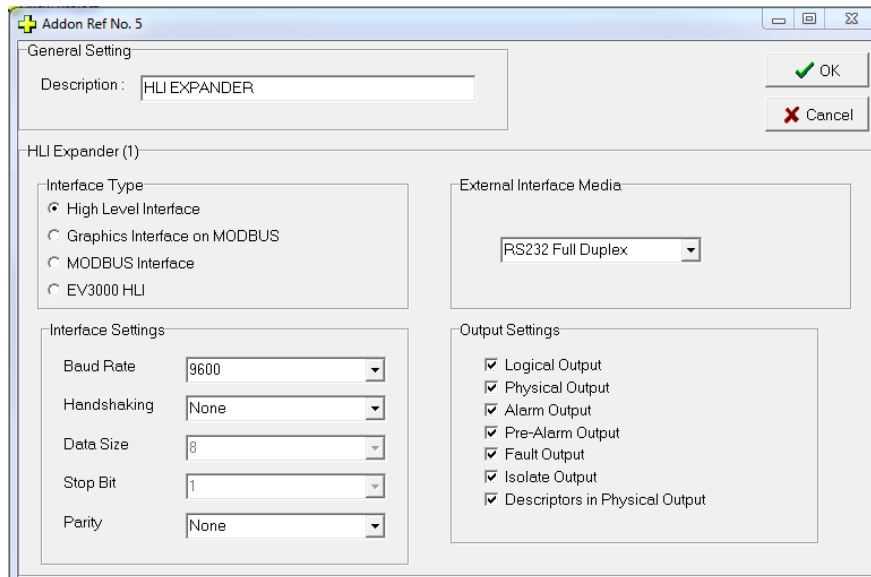 Addon Ref No. 5
General Setting
Description : HLI EXPANDER
OK
Cancel
HLI Expander (1)
Interface Type
High Level Interface
Graphics Interface on MODBUS
MODBUS Interface
EV3000 HLI
External Interface Media
RS232 Full Duplex
Interface Settings
Baud Rate 9600
Handshaking None
Data Size 8
Stop Bit 1
Parity None
Output Settings
Logical Output
Physical Output
Alarm Output
Pre-Alarm Output
Fault Output
Isolate Output
Descriptors in Physical Output